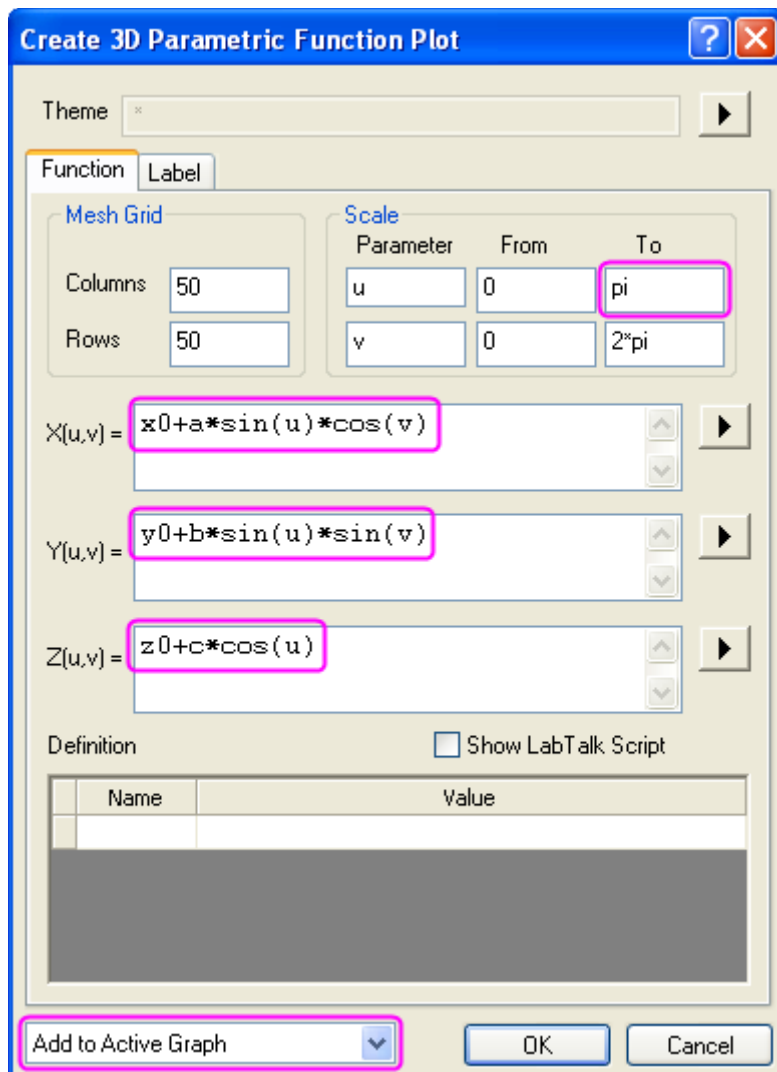 Create 3D Parametric Function Plot
Theme *
Function Label
Mesh Grid
Scale
Parameter From To
Columns 50 u 0 pi
Rows 50 v 0 2*pi
X(u,v) = x0+a*sin(u)*cos(v)
Y(u,v) = y0+b*sin(u)*sin(v)
Z(u,v) = z0+c*cos(u)
Definition Show LabTalk Script
Name Value
Add to Active Graph OK Cancel